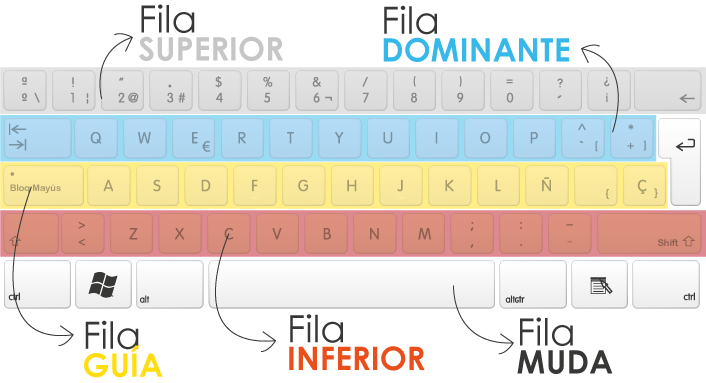 Fila Fila
SUPERIOR DOMINANTE
ª ! " . $ % & / ( ) = ? ¿
º \ 1 ¦ 2 @ 3 # 4 5 6 ¬ 7 8 9 0 ´ ¡
Q W E € R T Y U I O P ^ ` [ * + ]
Bloq Mayús A S D F G H J K L Ñ { Ç }
> < Z X C V B N M ; , : . – - Shift
ctrl alt altgr ctrl
Fila Fila Fila
GUÍA INFERIOR MUDA